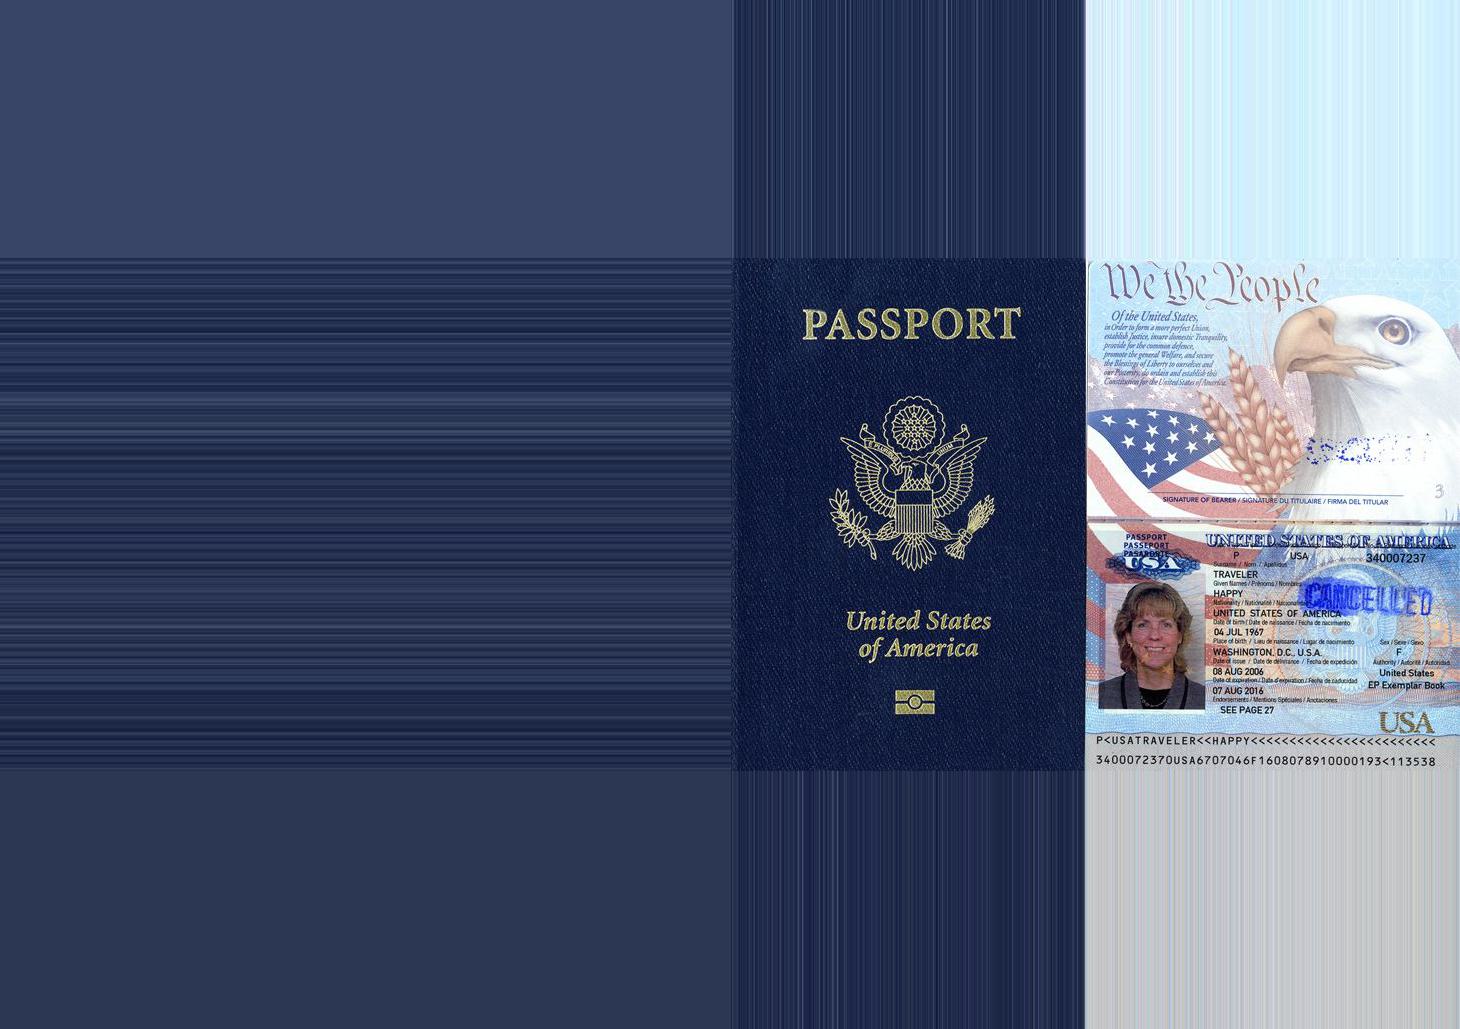 PASSPORT
E PLURIBUS UNUM
United States
of America
We the People
Of the United States,
in Order to form a more perfect Union,
establish Justice, insure domestic Tranquility,
provide for the common defence,
promote the general Welfare, and secure
the Blessings of Liberty to ourselves and
our Posterity, do ordain and establish this
Constitution for the United States of America.
SIGNATURE OF BEARER / SIGNATURE DU TITULAIRE / FIRMA DEL TITULAR
3
PASSPORT
PASSEPORT
PASAPORTE
USA
UNITED STATES OF AMERICA
P USA 340007237
Surname / Nom / Apellidos
TRAVELER
Given Names / Prénoms / Nombres
HAPPY
Nationality / Nationalité / Nacionalidad
UNITED STATES OF AMERICA
CANCELLED
Date of birth / Date de naissance / Fecha de nacimiento
04 JUL 1967
Place of birth / Lieu de naissance / Lugar de nacimiento
WASHINGTON, D.C., U.S.A.
Sex / Sexe / Sexo
F
Date of issue / Date de délivrance / Fecha de expedición
08 AUG 2006
Authority / Autorité / Autoridad
United States
EP Exemplar Book
Date of expiration / Date d'expiration / Fecha de caducidad
07 AUG 2016
Endorsements / Mentions Spéciales / Anotaciones
SEE PAGE 27
USA
P<USATRAVELER<<HAPPY<<<<<<<<<<<<<<<<<<<<<<<<
3400072370USA6707046F1608078910000193<113538